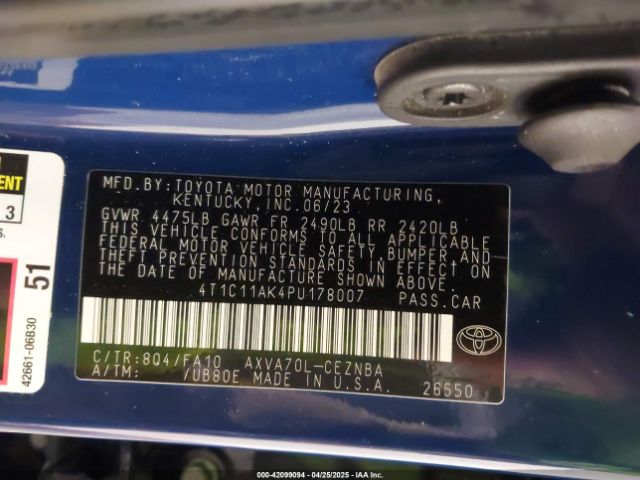 MFD.BY:TOYOTA MOTOR MANUFACTURING,
KENTUCKY,INC.06/23
GVWR 4475LB GAWR FR 2490LB RR 2420LB
THIS VEHICLE CONFORMS TO ALL APPLICABLE
FEDERAL MOTOR VEHICLE SAFETY,BUMPER,AND
THEFT PREVENTION STANDARDS IN EFFECT ON
THE DATE OF MANUFACTURE SHOWN ABOVE.
4T1C11AK4PU178007 PASS.CAR
C/TR:8Q4/FA10 AXVA70L-CEZNBA
A/TM: /UB80E MADE IN U.S.A. 26550
3
S.
51
42661-06B30
000-42099094 - 04/25/2025 - IAAI